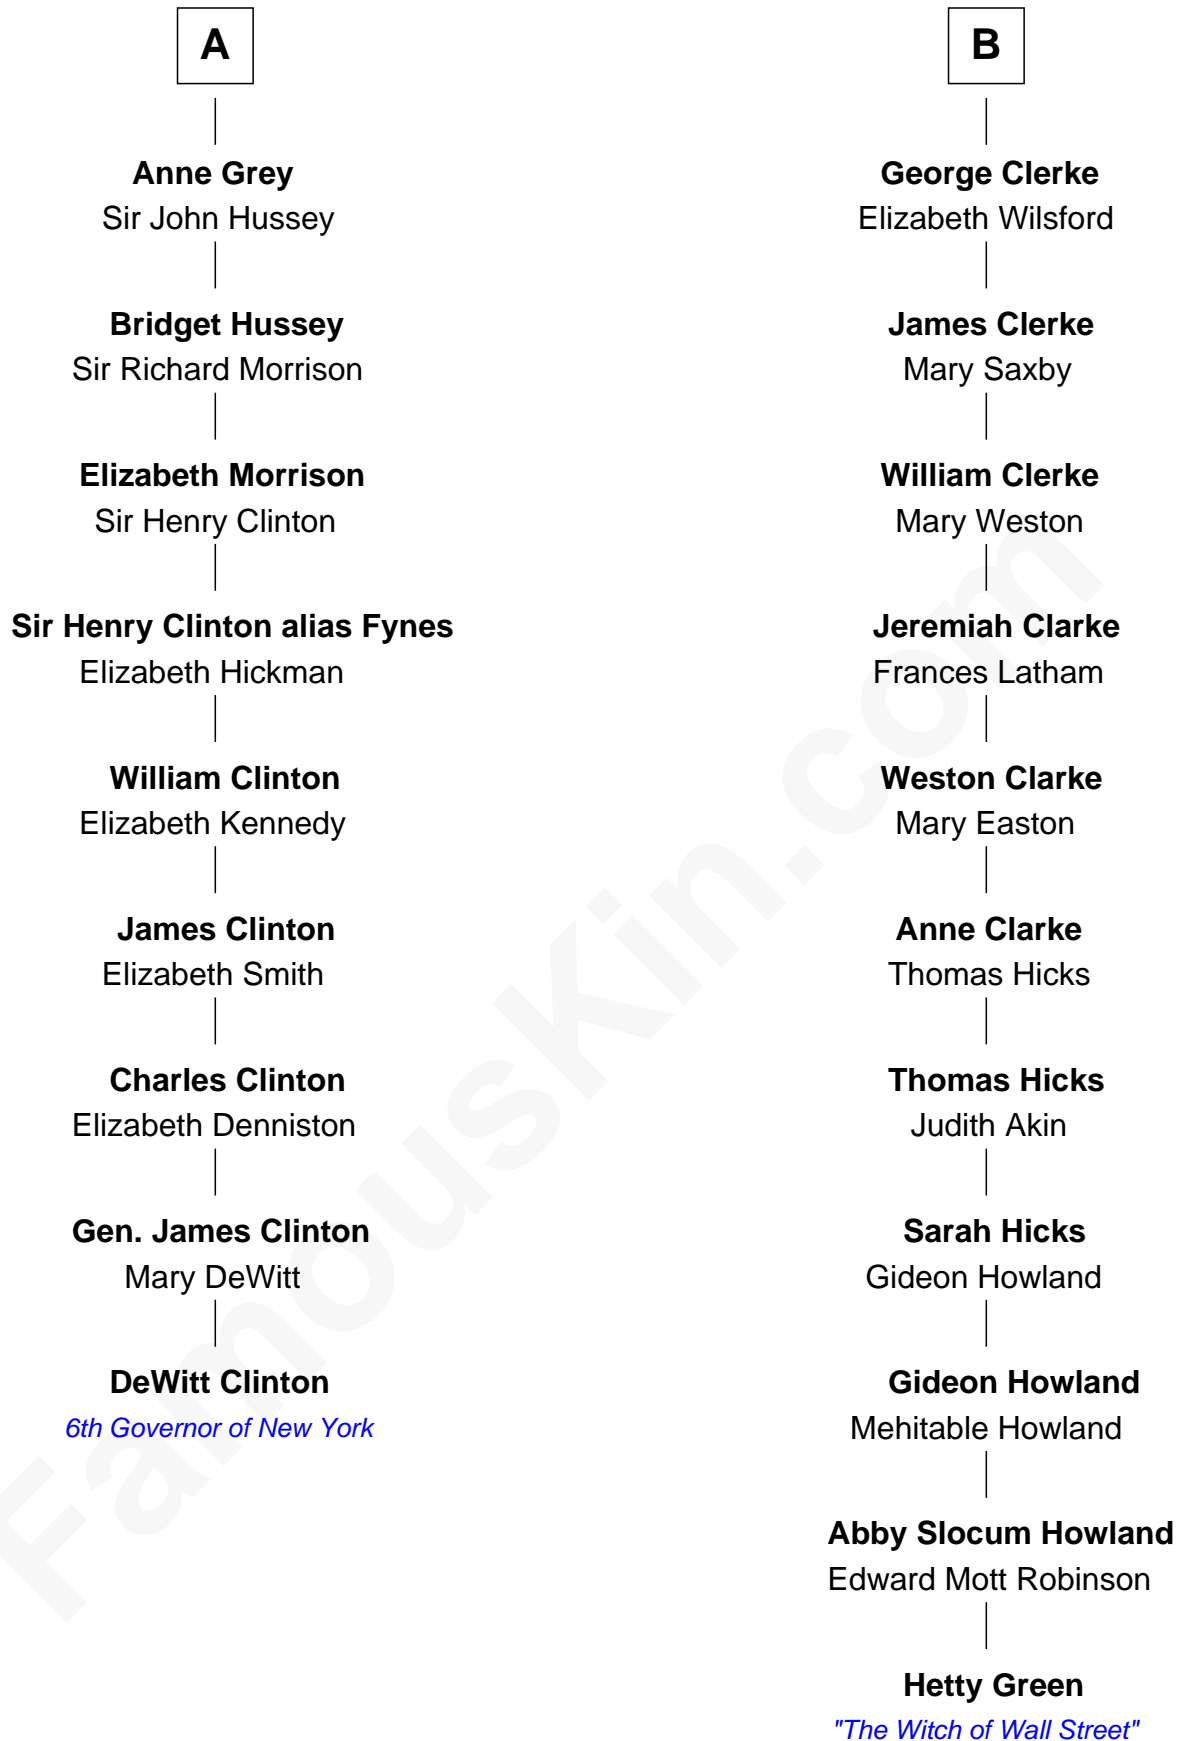 A
Anne Grey
Sir John Hussey
Bridget Hussey
Sir Richard Morrison
Elizabeth Morrison
Sir Henry Clinton
Sir Henry Clinton alias Fynes
Elizabeth Hickman
William Clinton
Elizabeth Kennedy
James Clinton
Elizabeth Smith
Charles Clinton
Elizabeth Denniston
Gen. James Clinton
Mary DeWitt
DeWitt Clinton
6th Governor of New York
B
George Clerke
Elizabeth Wilsford
James Clerke
Mary Saxby
William Clerke
Mary Weston
Jeremiah Clarke
Frances Latham
Weston Clarke
Mary Easton
Anne Clarke
Thomas Hicks
Thomas Hicks
Judith Akin
Sarah Hicks
Gideon Howland
Gideon Howland
Mehitable Howland
Abby Slocum Howland
Edward Mott Robinson
Hetty Green
"The Witch of Wall Street"
FamousKin.com